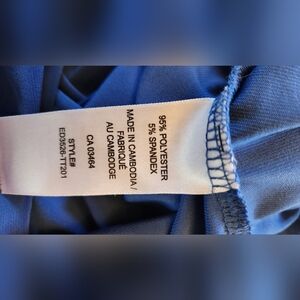 95% POLYESTER
5% SPANDEX
MADE IN CAMBODIA /
FABRIQUÉ
AU CAMBODGE
CA 03464
STYLE#
ED3526-TT201